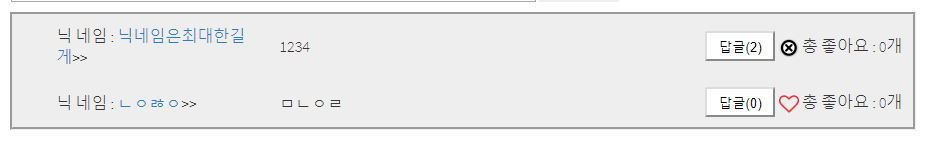 닉 네임 : 닉네임은최대한길
게>>
1234
답글(2)
총 좋아요 : 0개
닉 네임 : ㄴㅇㅀㅇ>>
ㅁㄴㅇㄹ
답글(0)
총 좋아요 : 0개